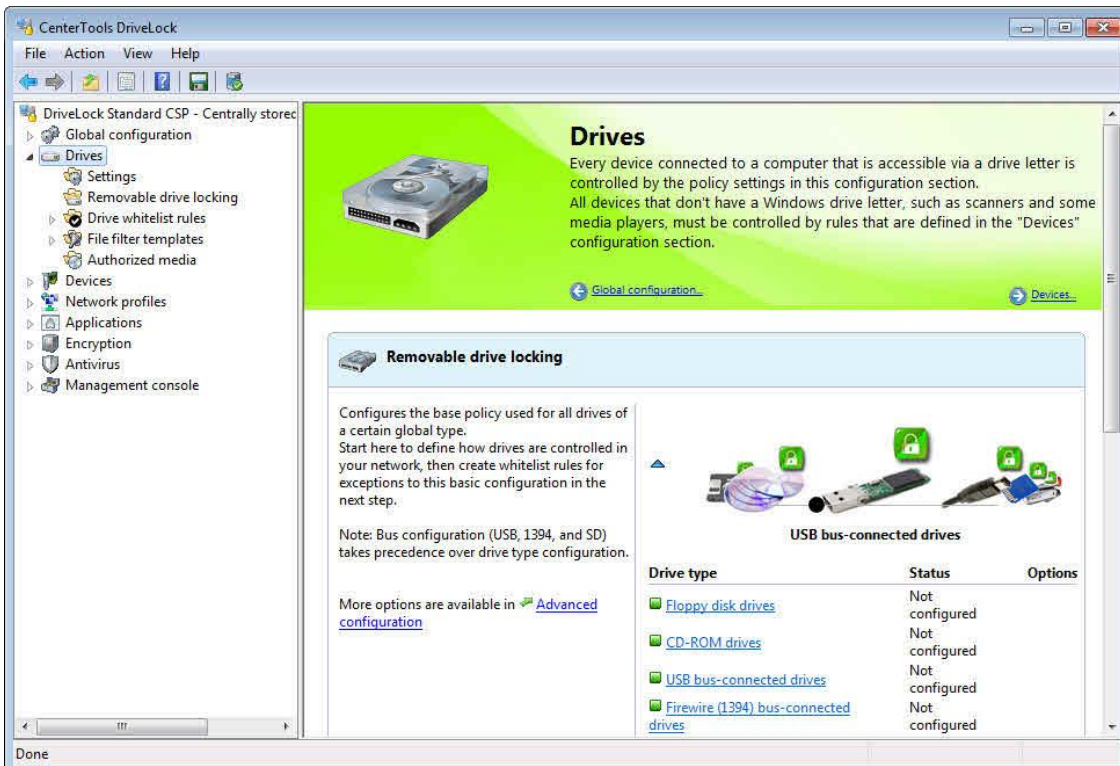 CenterTools DriveLock
File Action View Help
DriveLock Standard CSP - Centrally storec
Global configuration
Drives
Settings
Removable drive locking
Drive whitelist rules
File filter templates
Authorized media
Devices
Network profiles
Applications
Encryption
Antivirus
Management console
Drives
Every device connected to a computer that is accessible via a drive letter is
controlled by the policy settings in this configuration section.
All devices that don't have a Windows drive letter, such as scanners and some
media players, must be controlled by rules that are defined in the "Devices"
configuration section.
Global configuration...
Devices...
Removable drive locking
Configures the base policy used for all drives of
a certain global type.
Start here to define how drives are controlled in
your network, then create whitelist rules for
exceptions to this basic configuration in the
next step.
Note: Bus configuration (USB, 1394, and SD)
takes precedence over drive type configuration.
More options are available in Advanced
configuration
USB bus-connected drives
Drive type Status Options
Floppy disk drives Not
configured
CD-ROM drives Not
configured
USB bus-connected drives Not
configured
Firewire (1394) bus-connected Not
drives configured
Done